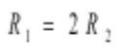 R₁ = 2 R₂